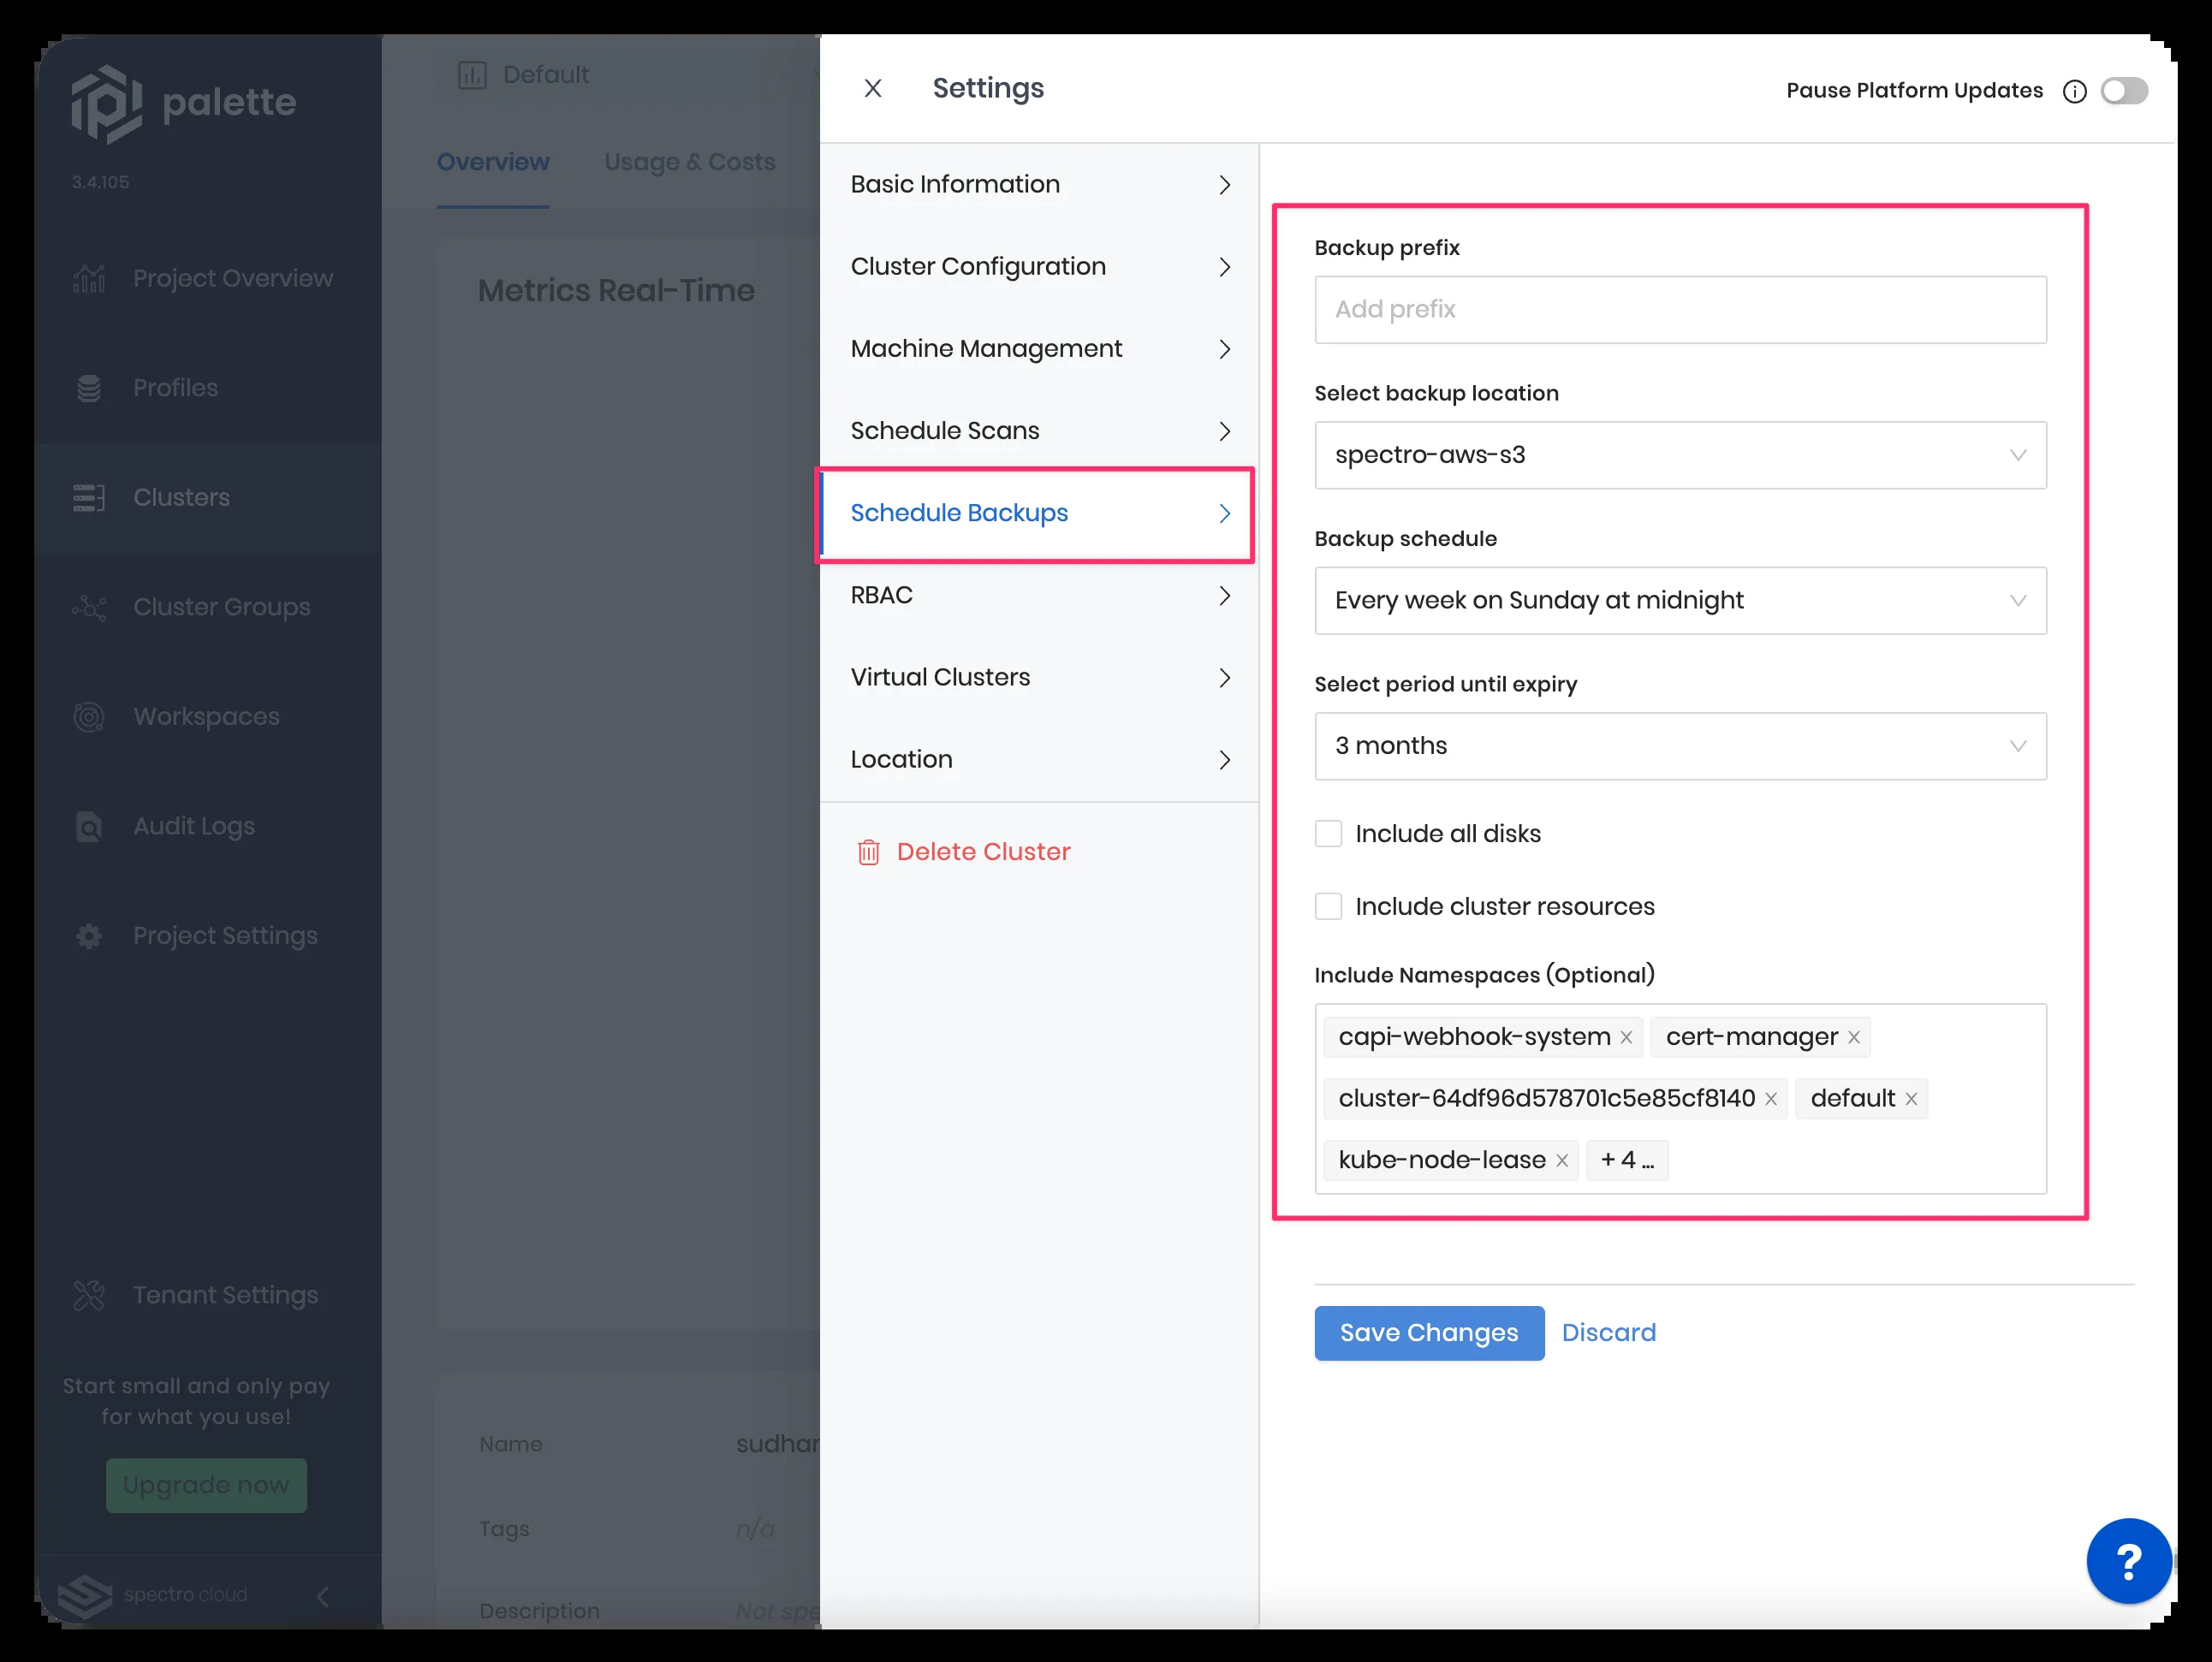 palette
3.4.105
Project Overview
Profiles
Clusters
Cluster Groups
Workspaces
Audit Logs
Project Settings
Tenant Settings
Start small and only pay
for what you use!
Upgrade now
spectro cloud
Default
Overview
Usage & Costs
Metrics Real-Time
Name
sudhar
Tags
n/a
Description
Not spe
Settings
Pause Platform Updates
Basic Information
Cluster Configuration
Machine Management
Schedule Scans
Schedule Backups
RBAC
Virtual Clusters
Location
Delete Cluster
Backup prefix
Add prefix
Select backup location
spectro-aws-s3
Backup schedule
Every week on Sunday at midnight
Select period until expiry
3 months
Include all disks
Include cluster resources
Include Namespaces (Optional)
capi-webhook-system cert-manager
cluster-64df96d578701c5e85cf8140 default
kube-node-lease + 4 ...
Save Changes Discard
?